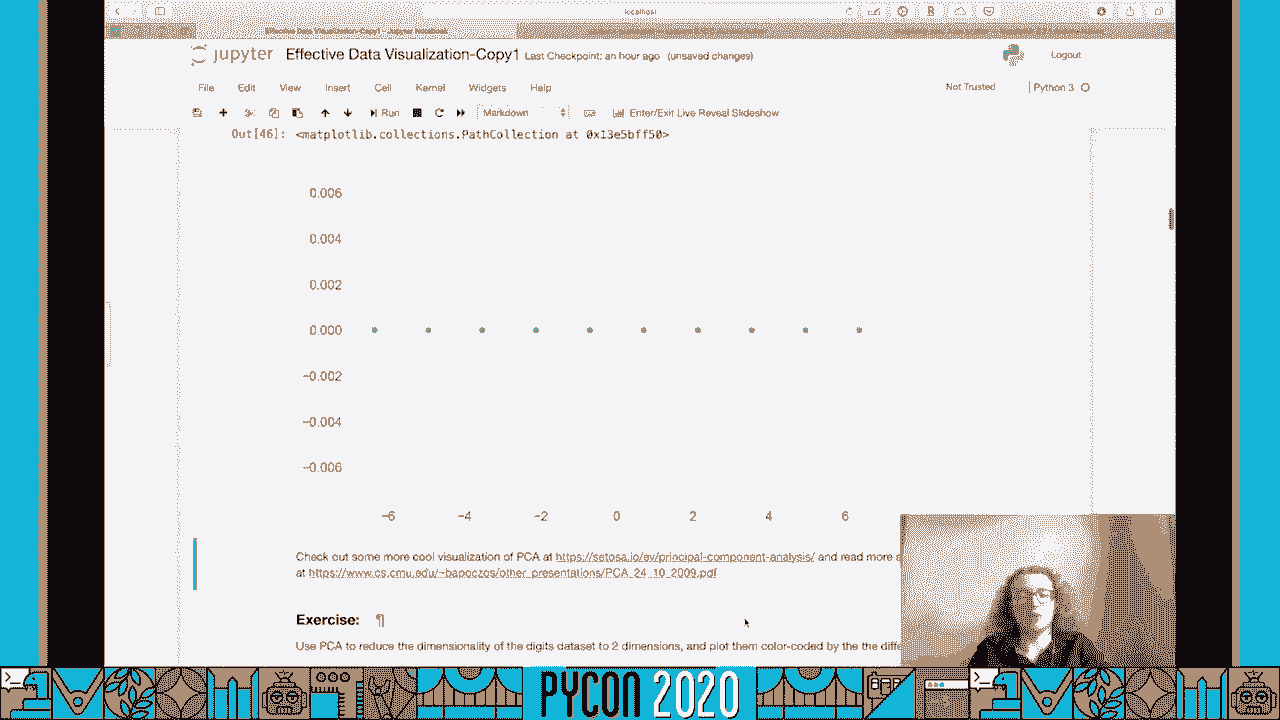 localhost
jupyter Effective Data Visualization-Copy1 Last Checkpoint: an hour ago (unsaved changes)
Logout
File Edit View Insert Cell Kernel Widgets Help
Not Trusted Python 3
Run Markdown Enter/Exit Live Reveal Slideshow
Out[46]: <matplotlib.collections.PathCollection at 0x13e5bff50>
0.006
0.004
0.002
0.000
−0.002
−0.004
−0.006
−6 −4 −2 0 2 4 6
Check out some more cool visualization of PCA at https://setosa.io/ev/principal-component-analysis/ and read more
at https://www.cs.cmu.edu/~bapoczos/other_presentations/PCA_24_10_2009.pdf
Exercise: ¶
Use PCA to reduce the dimensionality of the digits dataset to 2 dimensions, and plot them color-coded by the the diff
PYCON 2020